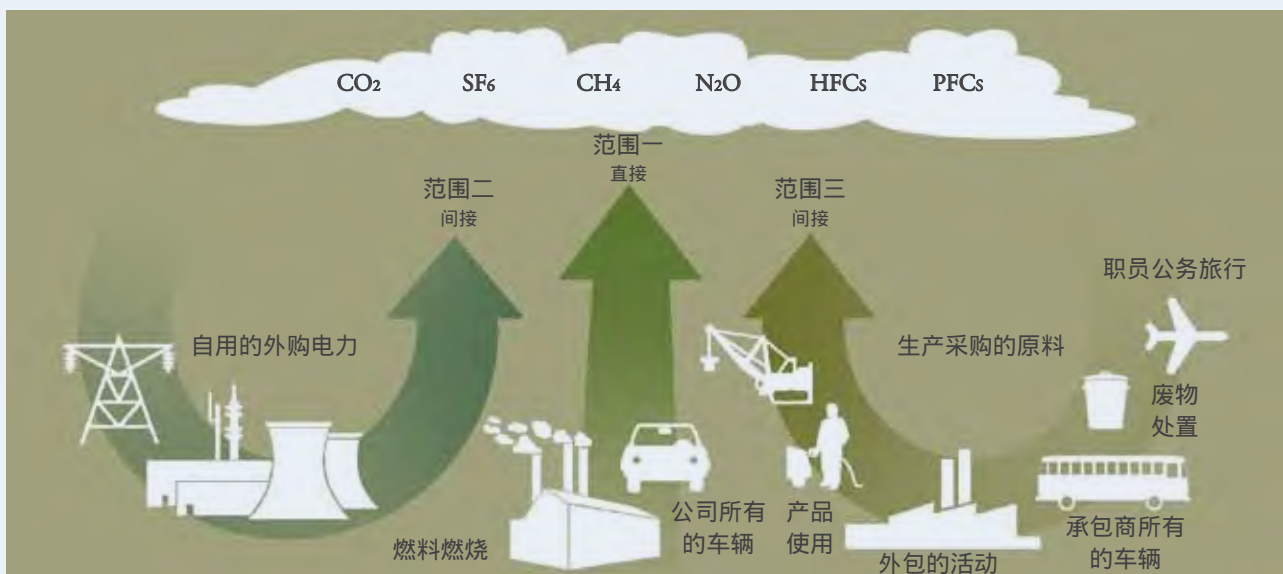 CO2 SF6 CH4 N2O HFCs PFCs
范围一
直接
范围二
间接
范围三
间接
职员公务旅行
自用的外购电力
生产采购的原料
废物
处置
公司所有
的车辆
产品
使用
承包商所有
的车辆
燃料燃烧
外包的活动